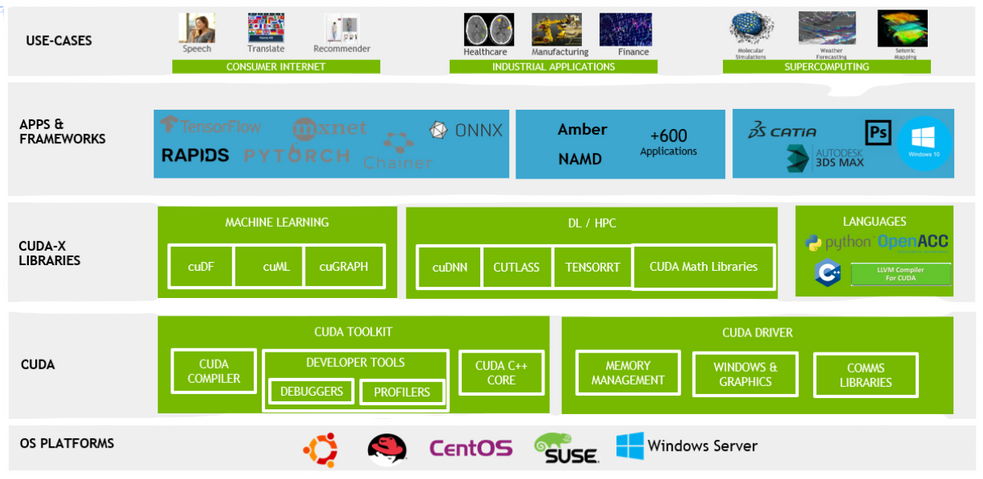 USE-CASES
Speech
Translate
Recommender
CONSUMER INTERNET
Healthcare
Manufacturing
Finance
INDUSTRIAL APPLICATIONS
Molecular
Simulations
Weather
Forecasting
Seismic
Mapping
SUPERCOMPUTING
APPS &
FRAMEWORKS
TensorFlow
mxnet
ONNX
RAPIDS
PYTORCH
Chainer
Amber
NAMD
+600
Applications
CATIA
Ps
AUTODESK
3DS MAX
Windows 10
CUDA-X
LIBRARIES
MACHINE LEARNING
cuDF
cuML
cuGRAPH
DL / HPC
cuDNN
CUTLASS
TENSORRT
CUDA Math Libraries
LANGUAGES
python
OpenACC
C++
LLVM Compiler
For CUDA
CUDA
CUDA TOOLKIT
CUDA
COMPILER
DEVELOPER TOOLS
DEBUGGERS
PROFILERS
CUDA C++
CORE
CUDA DRIVER
MEMORY
MANAGEMENT
WINDOWS &
GRAPHICS
COMMS
LIBRARIES
OS PLATFORMS
CentOS
SUSE
Windows Server